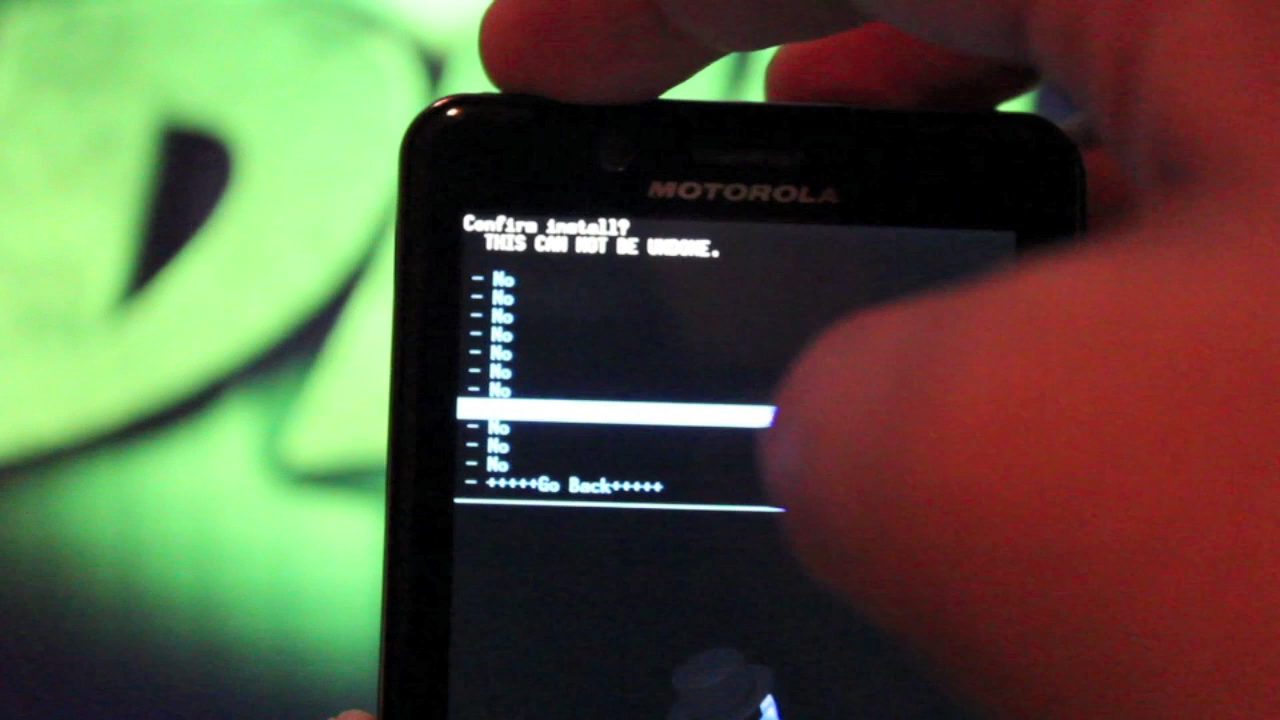 MOTOROLA
Confirm install?
THIS CAN NOT BE UNDONE.
- No
- No
- No
- No
- No
- No
- No
- No
- No
- No
- +++++Go Back+++++